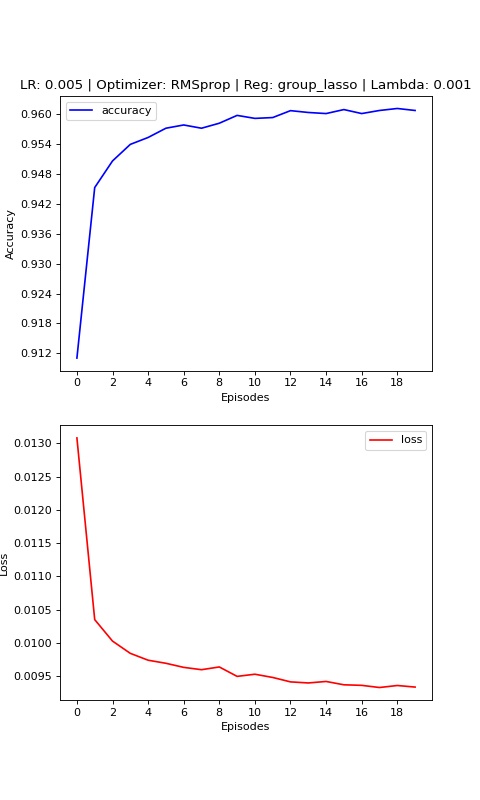 LR: 0.005 | Optimizer: RMSprop | Reg: group_lasso | Lambda: 0.001
accuracy
0.960
0.954
0.948
0.942
0.936
0.930
0.924
0.918
0.912
Accuracy
0 2 4 6 8 10 12 14 16 18
Episodes
loss
0.0130
0.0125
0.0120
0.0115
0.0110
0.0105
0.0100
0.0095
Loss
0 2 4 6 8 10 12 14 16 18
Episodes